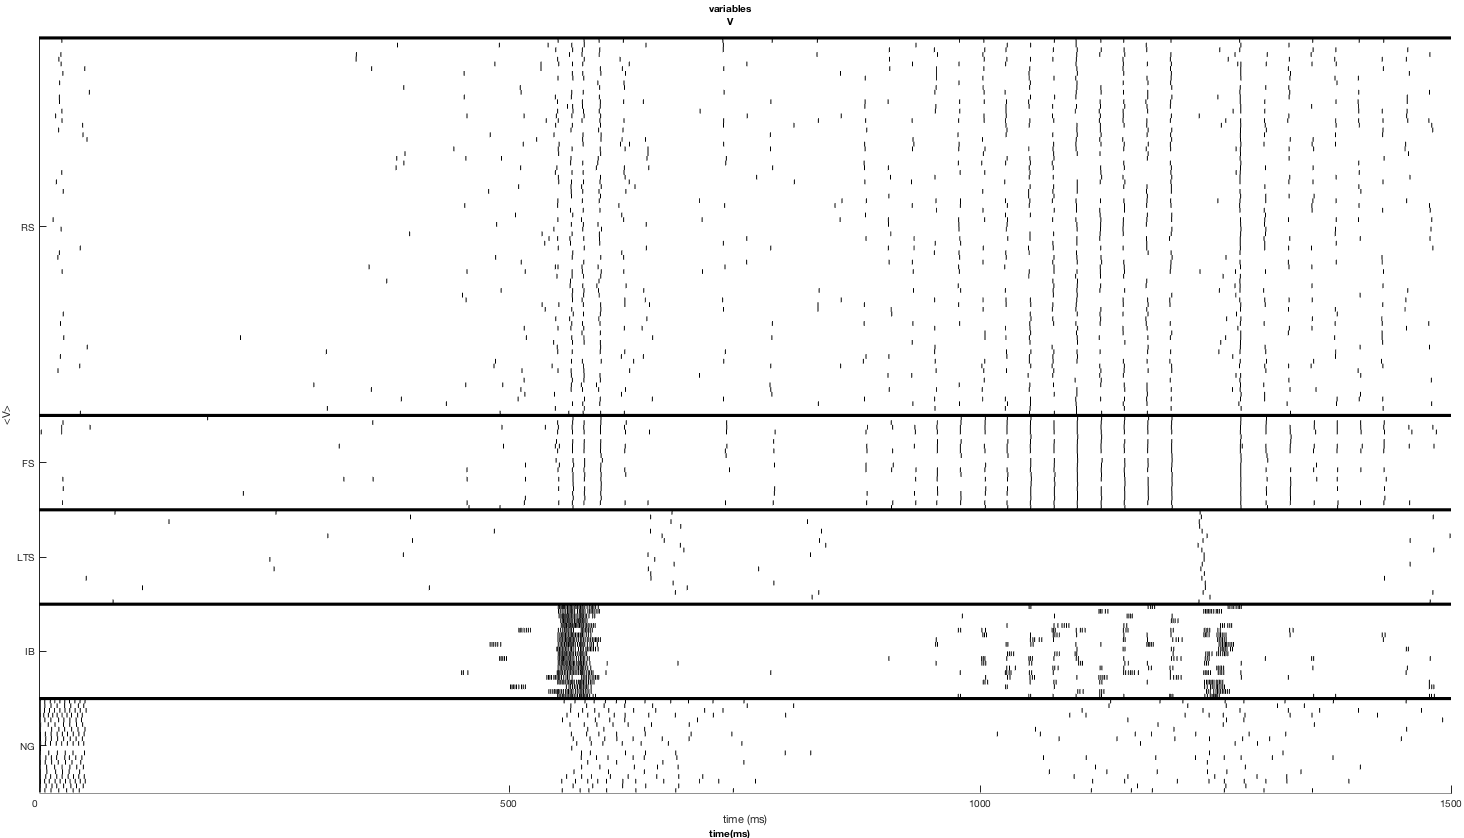 variables
V
RS
FS
<V>
LTS
IB
NG
0
500
1000
1500
time (ms)
time(ms)